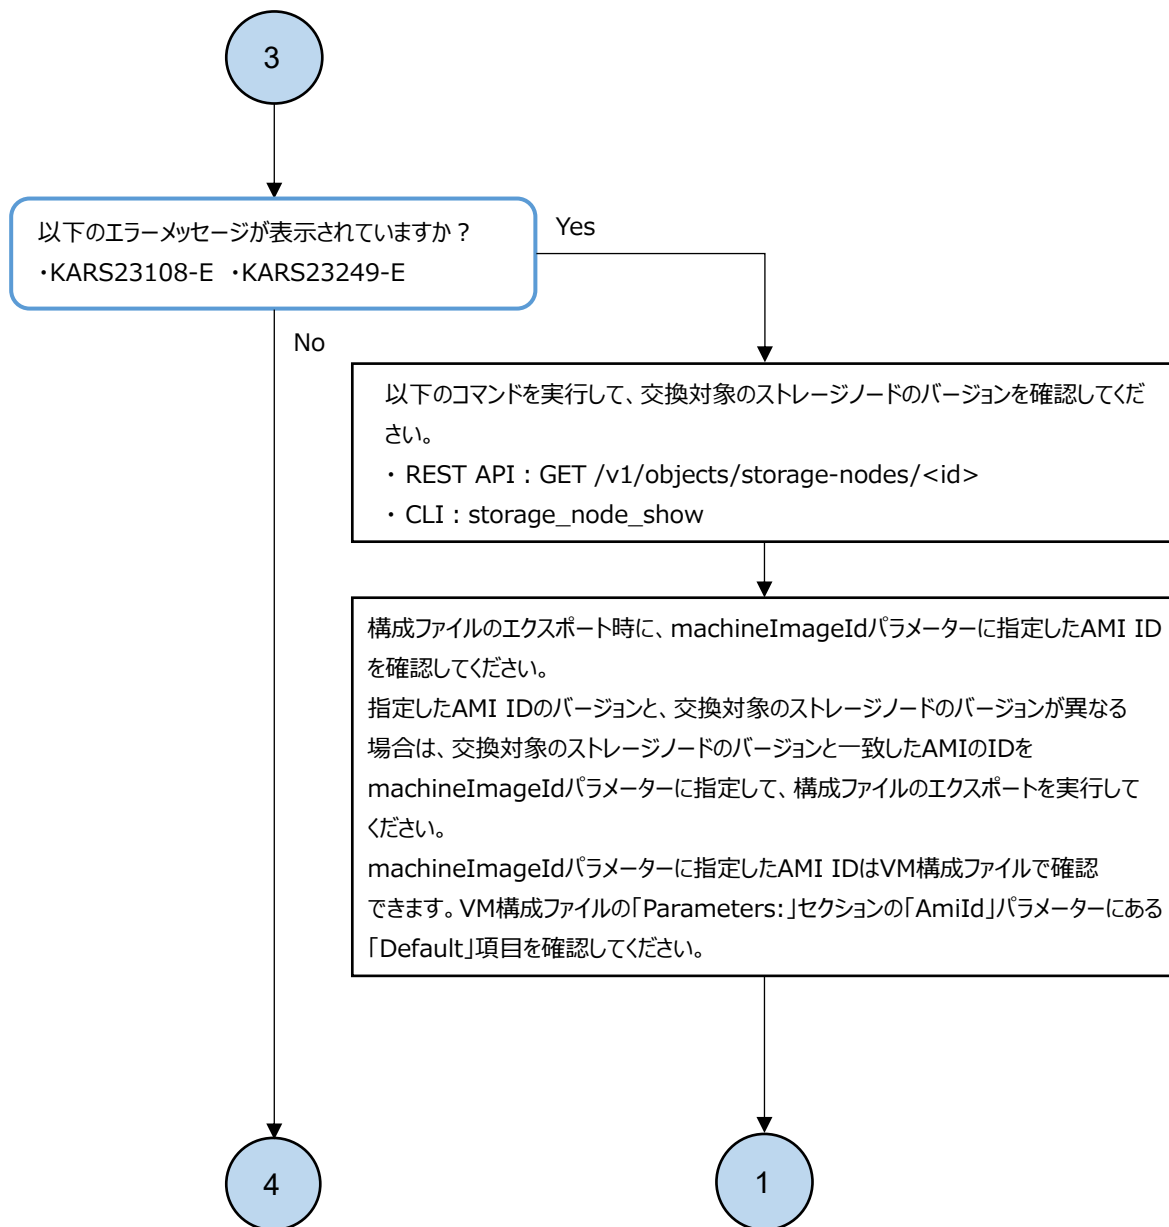 3
以下のエラーメッセージが表示されていますか？
・KARS23108-E ・KARS23249-E
Yes
No
以下のコマンドを実行して、交換対象のストレージノードのバージョンを確認してくだ
さい。
・ REST API：GET /v1/objects/storage-nodes/<id>
・ CLI：storage_node_show
構成ファイルのエクスポート時に、machineImageIdパラメーターに指定したAMI ID
を確認してください。
指定したAMI IDのバージョンと、交換対象のストレージノードのバージョンが異なる
場合は、交換対象のストレージノードのバージョンと一致したAMIのIDを
machineImageIdパラメーターに指定して、構成ファイルのエクスポートを実行して
ください。
machineImageIdパラメーターに指定したAMI IDはVM構成ファイルで確認
できます。VM構成ファイルの「Parameters:」セクションの「AmiId」パラメーターにある
「Default」項目を確認してください。
4
1